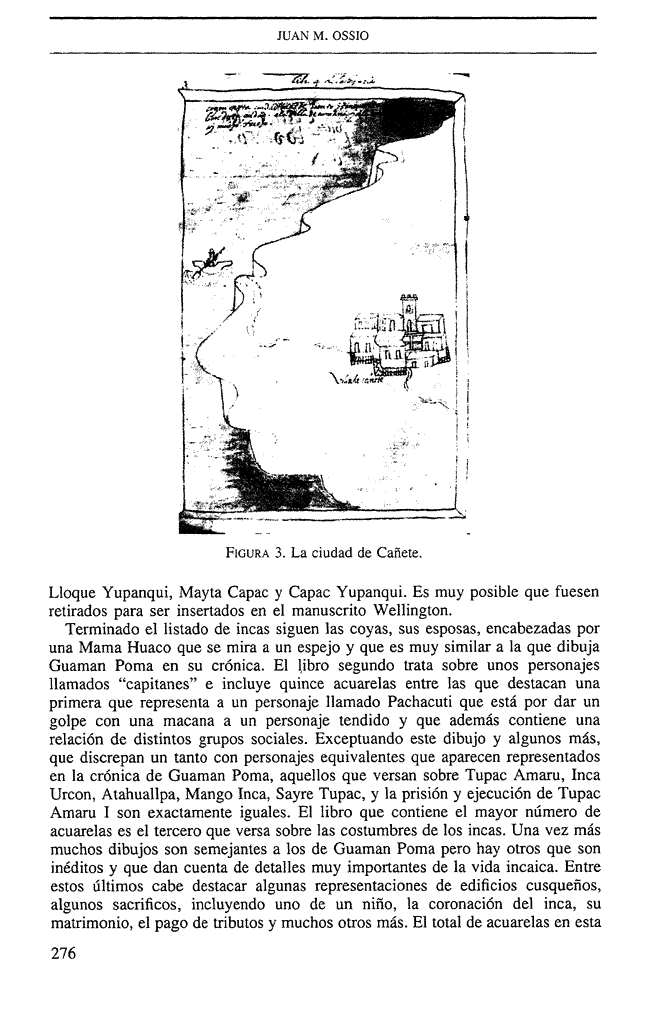 JUAN M. OSSIO
FIGURA 3. La ciudad de Cañete.
Lloque Yupanqui, Mayta Capac y Capac Yupanqui. Es muy posible que fuesen
retirados para ser insertados en el manuscrito Wellington.
Terminado el listado de incas siguen las coyas, sus esposas, encabezadas por
una Mama Huaco que se mira a un espejo y que es muy similar a la que dibuja
Guaman Poma en su crónica. El libro segundo trata sobre unos personajes
llamados “capitanes” e incluye quince acuarelas entre las que destacan una
primera que representa a un personaje llamado Pachacuti que está por dar un
golpe con una macana a un personaje tendido y que además contiene una
relación de distintos grupos sociales. Exceptuando este dibujo y algunos más,
que discrepan un tanto con personajes equivalentes que aparecen representados
en la crónica de Guaman Poma, aquellos que versan sobre Tupac Amaru, Inca
Urcon, Atahuallpa, Mango Inca, Sayre Tupac, y la prisión y ejecución de Tupac
Amaru I son exactamente iguales. El libro que contiene el mayor número de
acuarelas es el tercero que versa sobre las costumbres de los incas. Una vez más
muchos dibujos son semejantes a los de Guaman Poma pero hay otros que son
inéditos y que dan cuenta de detalles muy importantes de la vida incaica. Entre
estos últimos cabe destacar algunas representaciones de edificios cusqueños,
algunos sacrificos, incluyendo uno de un niño, la coronación del inca, su
matrimonio, el pago de tributos y muchos otros más. El total de acuarelas en esta
276